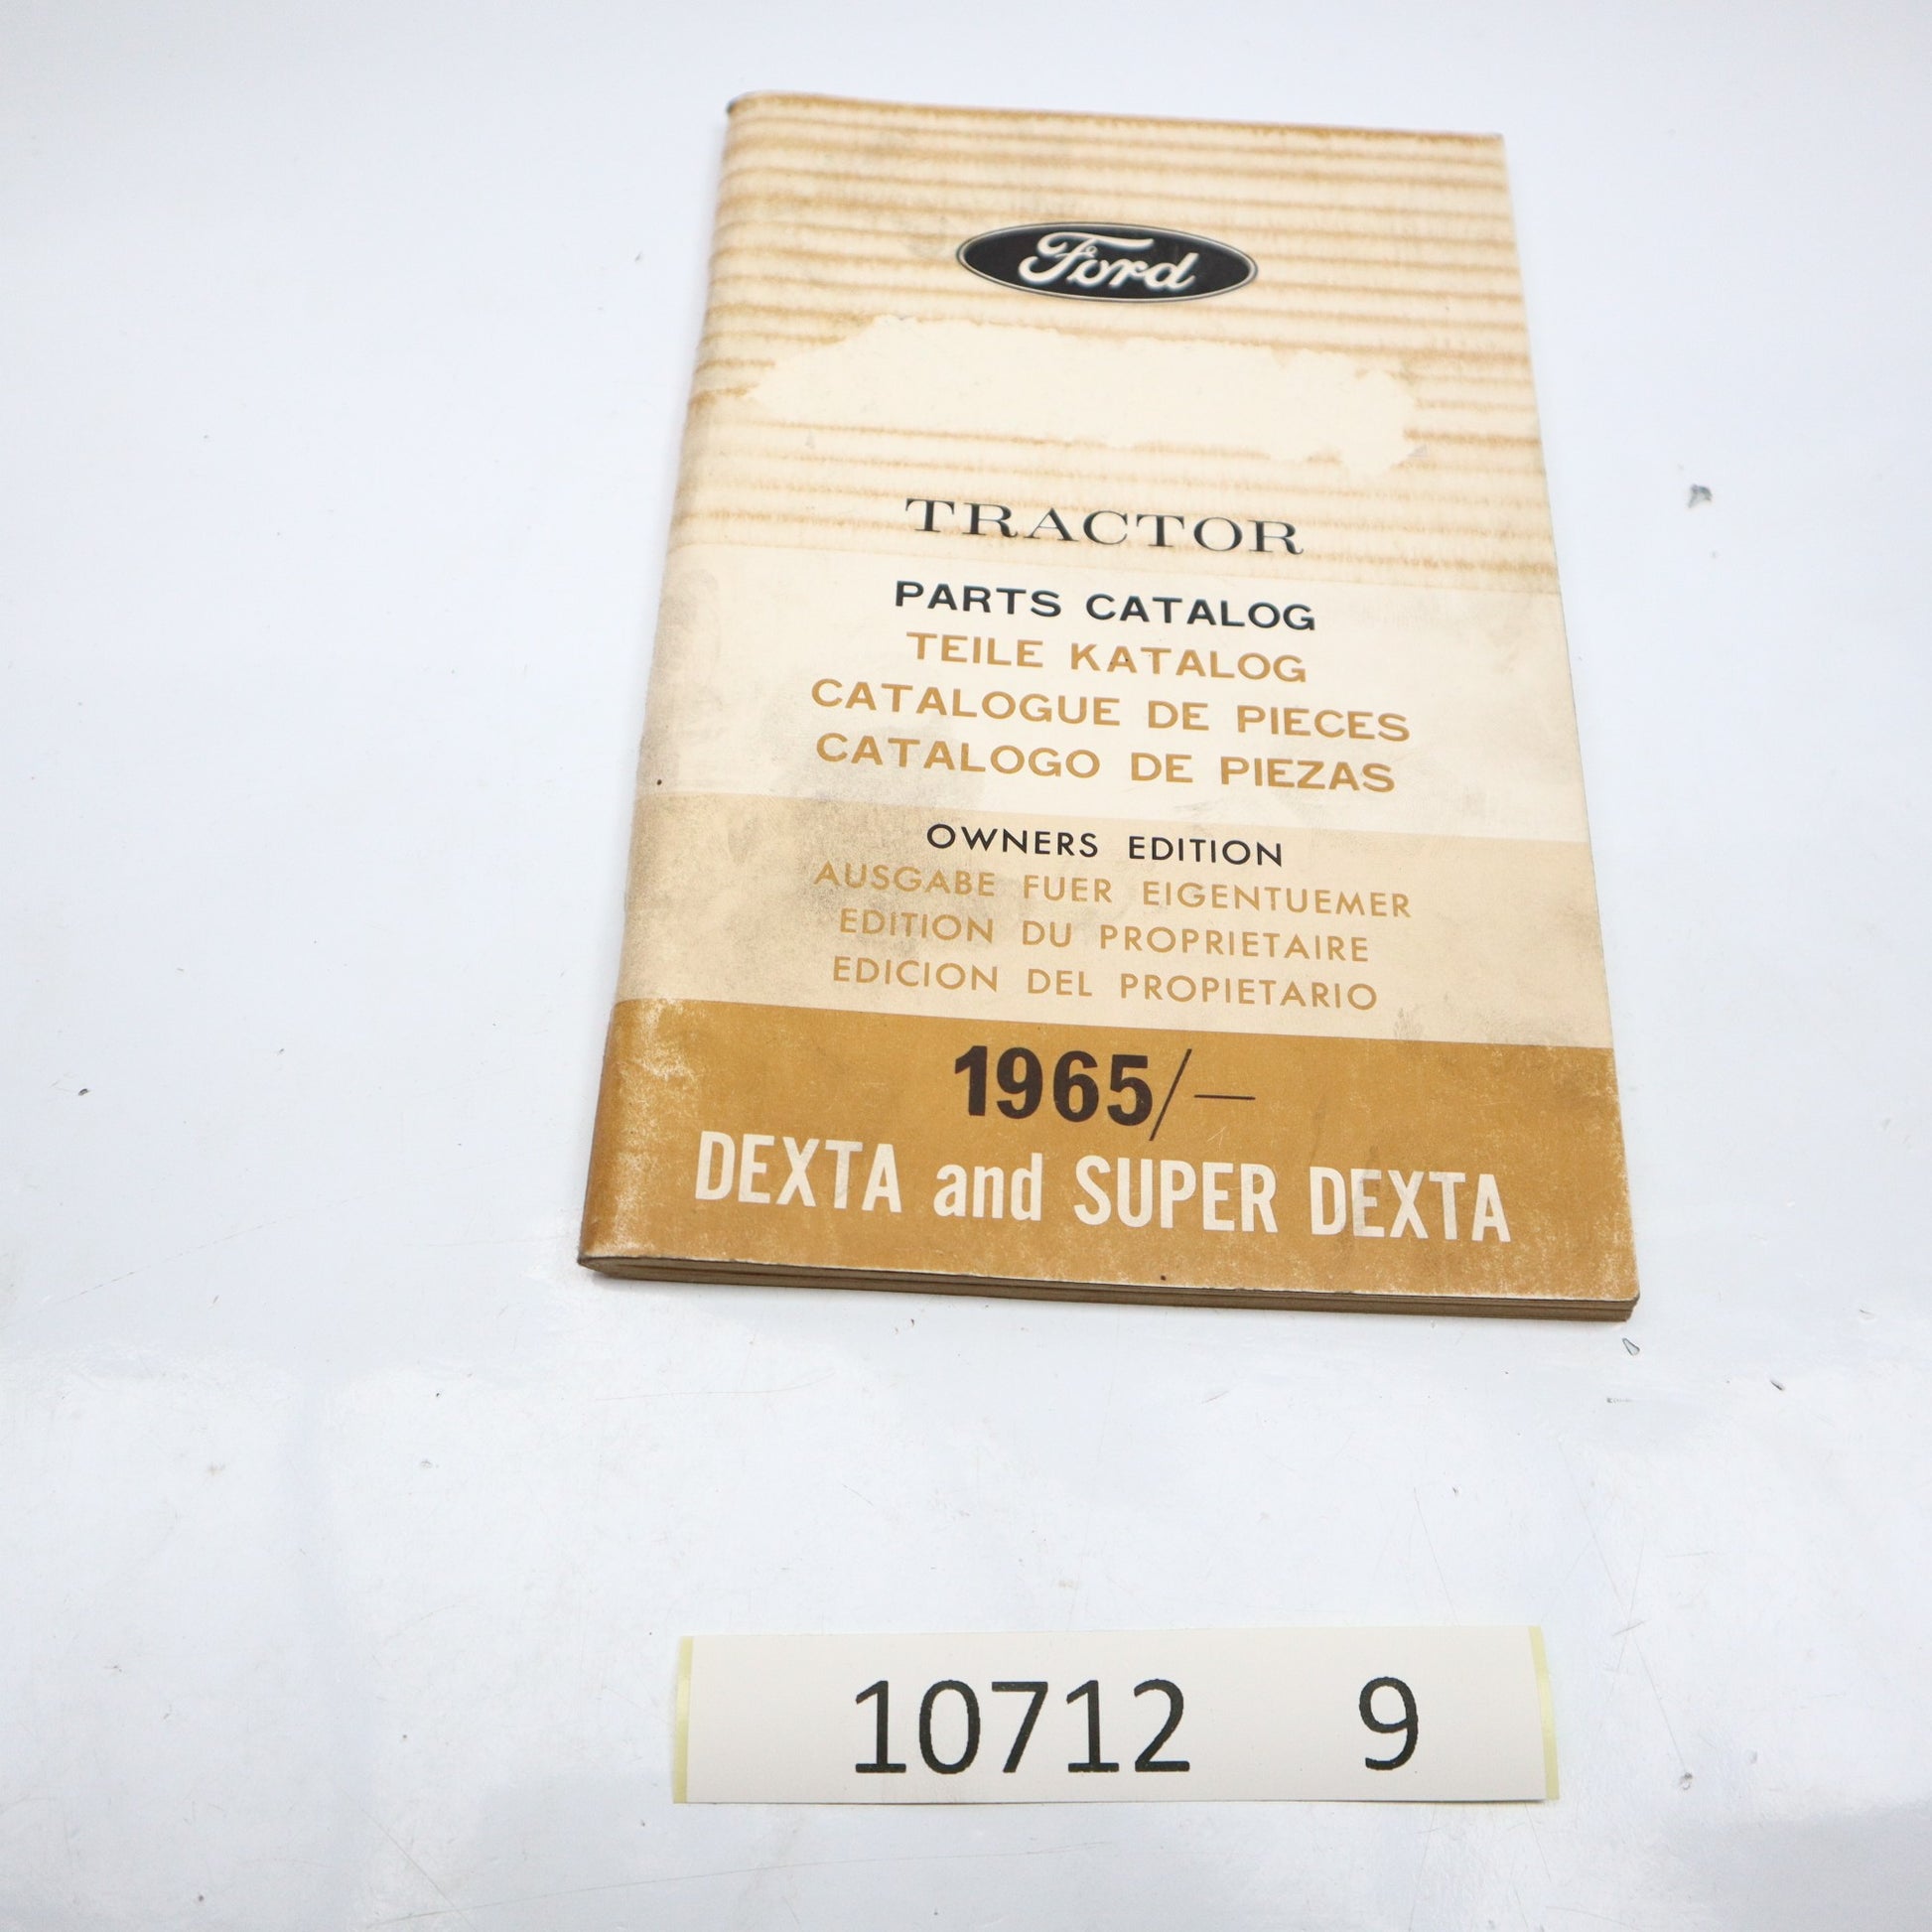 Ford
TRACTOR
PARTS CATALOG
TEILE KATALOG
CATALOGUE DE PIECES
CATALOGO DE PIEZAS
OWNERS EDITION
AUSGABE FUER EIGENTUEMER
EDITION DU PROPRIETAIRE
EDICION DEL PROPIETARIO
1965/—
DEXTA and SUPER DEXTA
10712 9